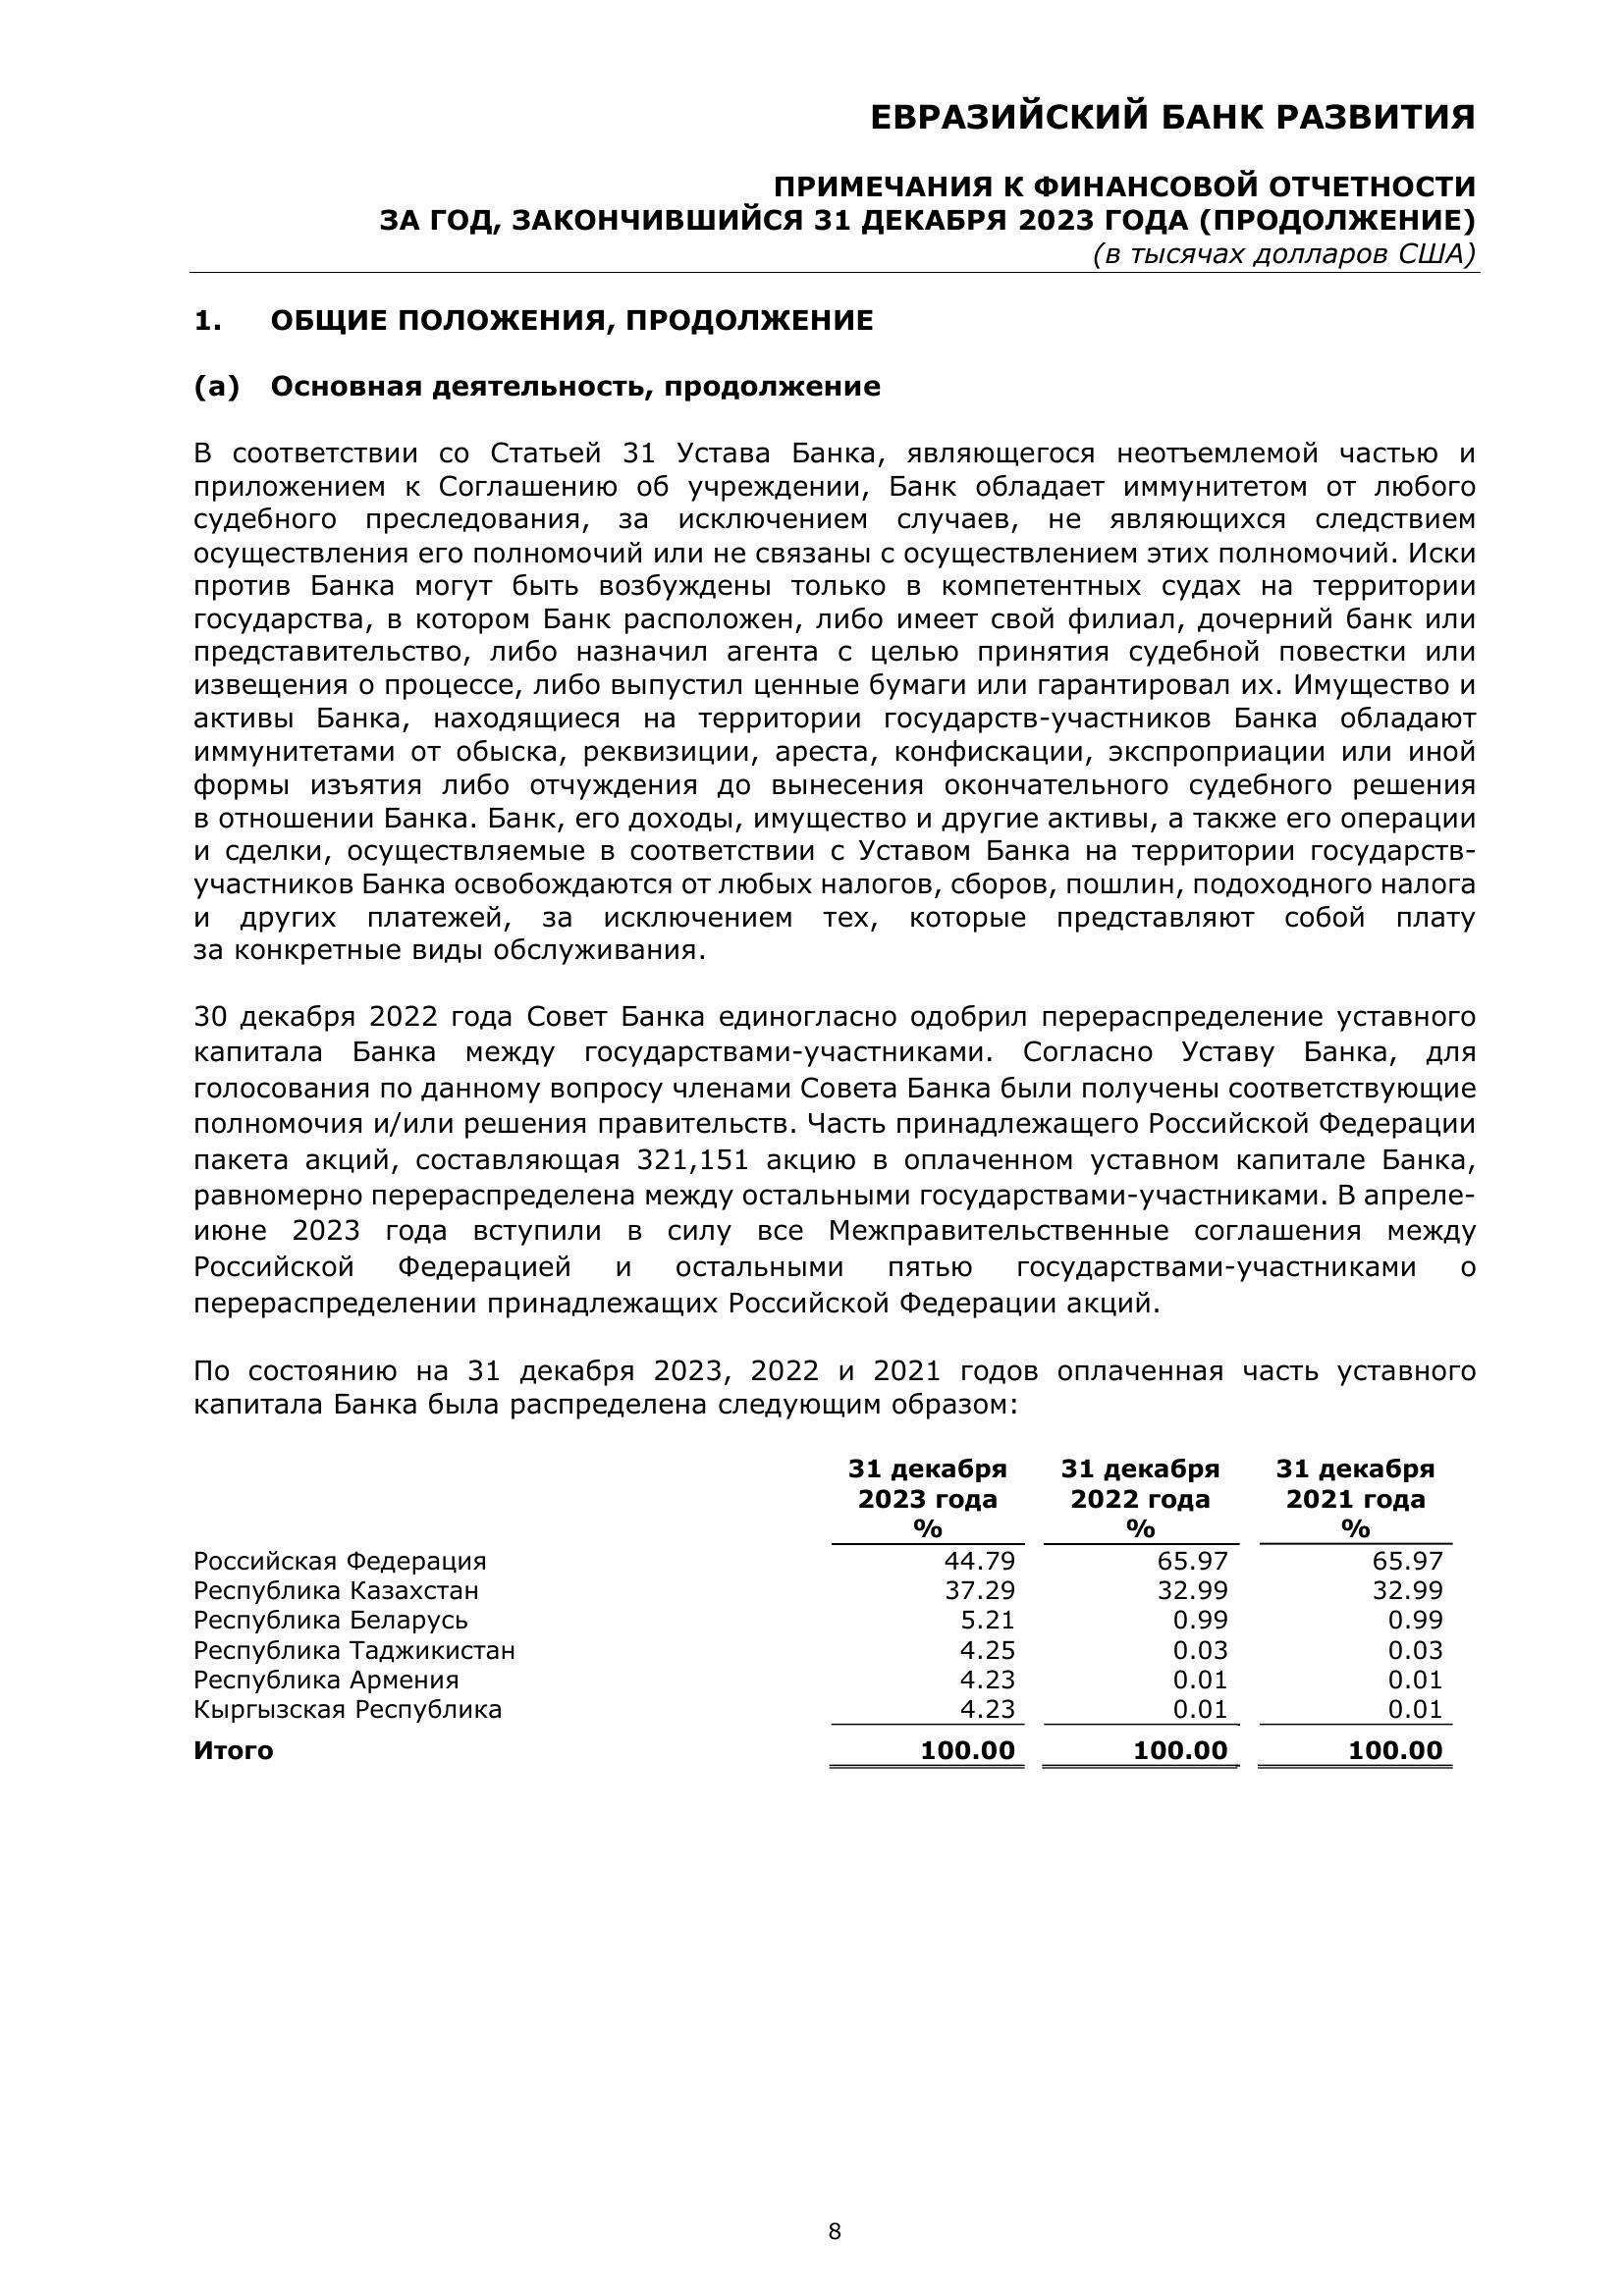 ЕВРАЗИЙСКИЙ БАНК РАЗВИТИЯ
ПРИМЕЧАНИЯ К ФИНАНСОВОЙ ОТЧЕТНОСТИ
ЗА ГОД, ЗАКОНЧИВШИЙСЯ 31 ДЕКАБРЯ 2023 ГОДА (ПРОДОЛЖЕНИЕ)
(в тысячах долларов США)
1. ОБЩИЕ ПОЛОЖЕНИЯ, ПРОДОЛЖЕНИЕ
(а) Основная деятельность, продолжение
В соответствии со Статьей 31 Устава Банка, являющегося неотъемлемой частью и
приложением к Соглашению об учреждении, Банк обладает иммунитетом от любого
судебного преследования, за исключением случаев, не являющихся следствием
осуществления его полномочий или не связаны с осуществлением этих полномочий. Иски
против Банка могут быть возбуждены только в компетентных судах на территории
государства, в котором Банк расположен, либо имеет свой филиал, дочерний банк или
представительство, либо назначил агента с целью принятия судебной повестки или
извещения о процессе, либо выпустил ценные бумаги или гарантировал их. Имущество и
активы Банка, находящиеся на территории государств-участников Банка обладают
иммунитетами от обыска, реквизиции, ареста, конфискации, экспроприации или иной
формы изъятия либо отчуждения до вынесения окончательного судебного решения
в отношении Банка. Банк, его доходы, имущество и другие активы, а также его операции
и сделки, осуществляемые в соответствии с Уставом Банка на территории государств-
участников Банка освобождаются от любых налогов, сборов, пошлин, подоходного налога
и других платежей, за исключением тех, которые представляют собой плату
за конкретные виды обслуживания.
30 декабря 2022 года Совет Банка единогласно одобрил перераспределение уставного
капитала Банка между государствами-участниками. Согласно Уставу Банка, для
голосования по данному вопросу членами Совета Банка были получены соответствующие
полномочия и/или решения правительств. Часть принадлежащего Российской Федерации
пакета акций, составляющая 321,151 акцию в оплаченном уставном капитале Банка,
равномерно перераспределена между остальными государствами-участниками. В апреле-
июне 2023 года вступили в силу все Межправительственные соглашения между
Российской Федерацией и остальными пятью государствами-участниками о
перераспределении принадлежащих Российской Федерации акций.
По состоянию на 31 декабря 2023, 2022 и 2021 годов оплаченная часть уставного
капитала Банка была распределена следующим образом:
31 декабря 31 декабря 31 декабря
2023 года 2022 года 2021 года
% % %
Российская Федерация 44.79 65.97 65.97
Республика Казахстан 37.29 32.99 32.99
Республика Беларусь 5.21 0.99 0.99
Республика Таджикистан 4.25 0.03 0.03
Республика Армения 4.23 0.01 0.01
Кыргызская Республика 4.23 0.01 0.01
Итого 100.00 100.00 100.00
8